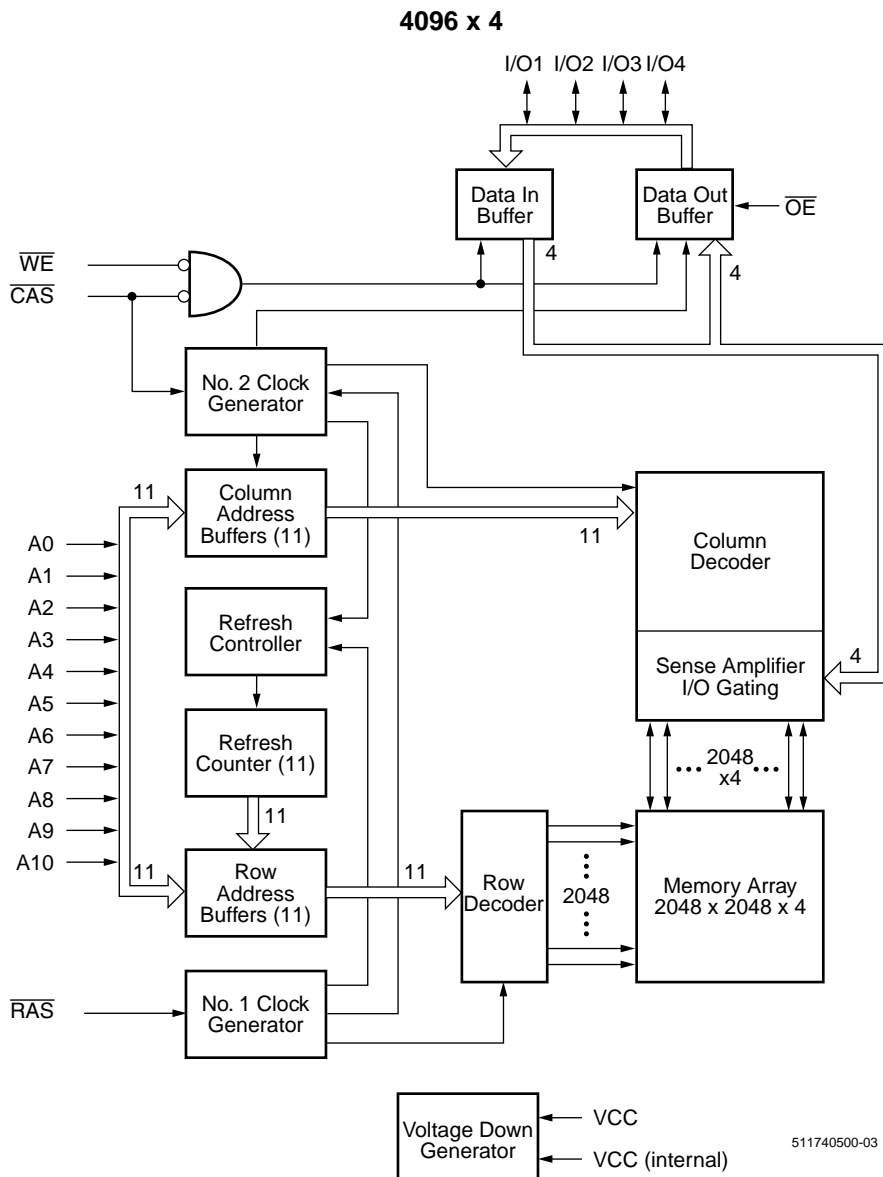 4096 x 4
I/O1 I/O2 I/O3 I/O4
Data In
Buffer
Data Out
Buffer
OE
4
4
WE
CAS
No. 2 Clock
Generator
11
Column
Address
Buffers (11)
11
Column
Decoder
A0
A1
A2
A3
A4
A5
A6
A7
A8
A9
A10
Refresh
Controller
Sense Amplifier
I/O Gating
4
Refresh
Counter (11)
11
2048
x4
11
Row
Address
Buffers (11)
11
Row
Decoder
2048
Memory Array
2048 x 2048 x 4
RAS
No. 1 Clock
Generator
Voltage Down
Generator
VCC
VCC (internal)
511740500-03